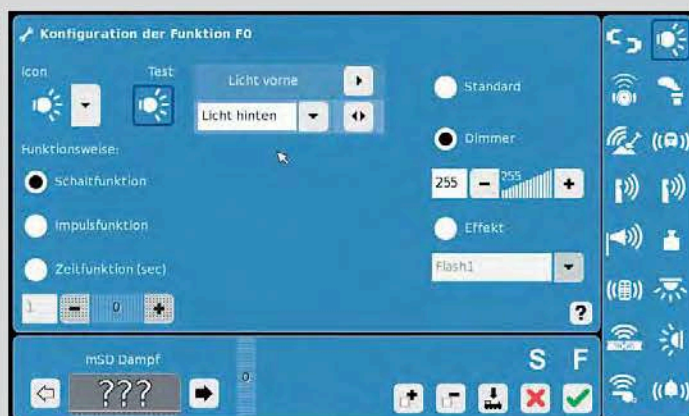 Konfiguration der Funktion F0
Icon
Test
Licht vorne
Licht hinten
Funktionsweise:
Schaltfunktion
Impulsfunktion
Zeitfunktion (sec)
1
0
Standard
Dimmer
255
255
Effekt
Flash1
?
mSD Dampf
???
0
S F